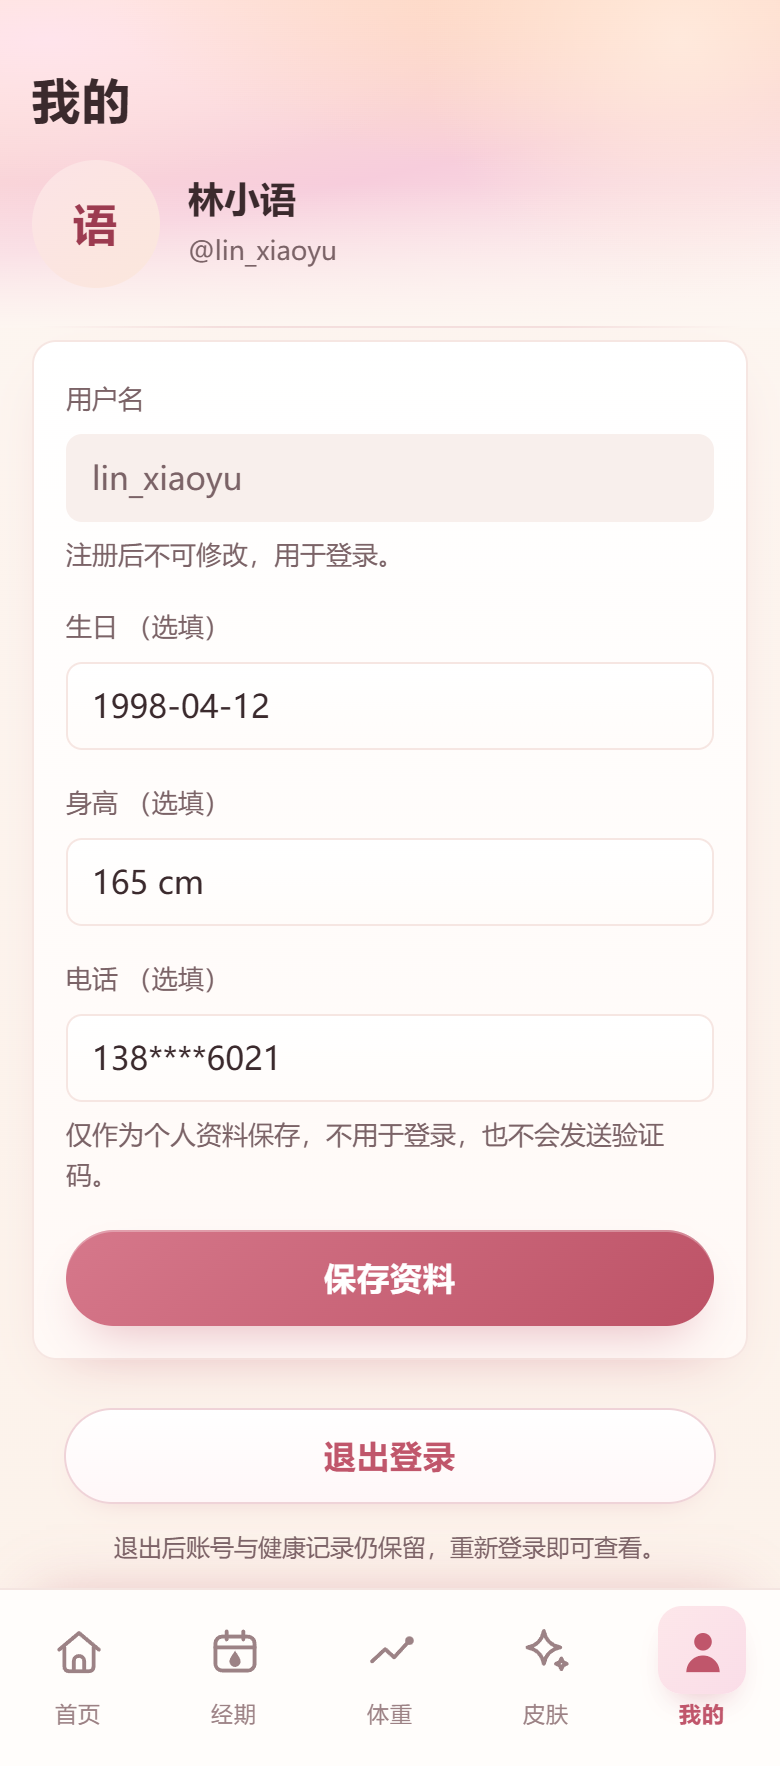 我的
语
林小语
@lin_xiaoyu
用户名
lin_xiaoyu
注册后不可修改，用于登录。
生日 （选填）
1998-04-12
身高 （选填）
165 cm
电话 （选填）
138****6021
仅作为个人资料保存，不用于登录，也不会发送验证
码。
保存资料
退出登录
退出后账号与健康记录仍保留，重新登录即可查看。
首页 经期 体重 皮肤 我的